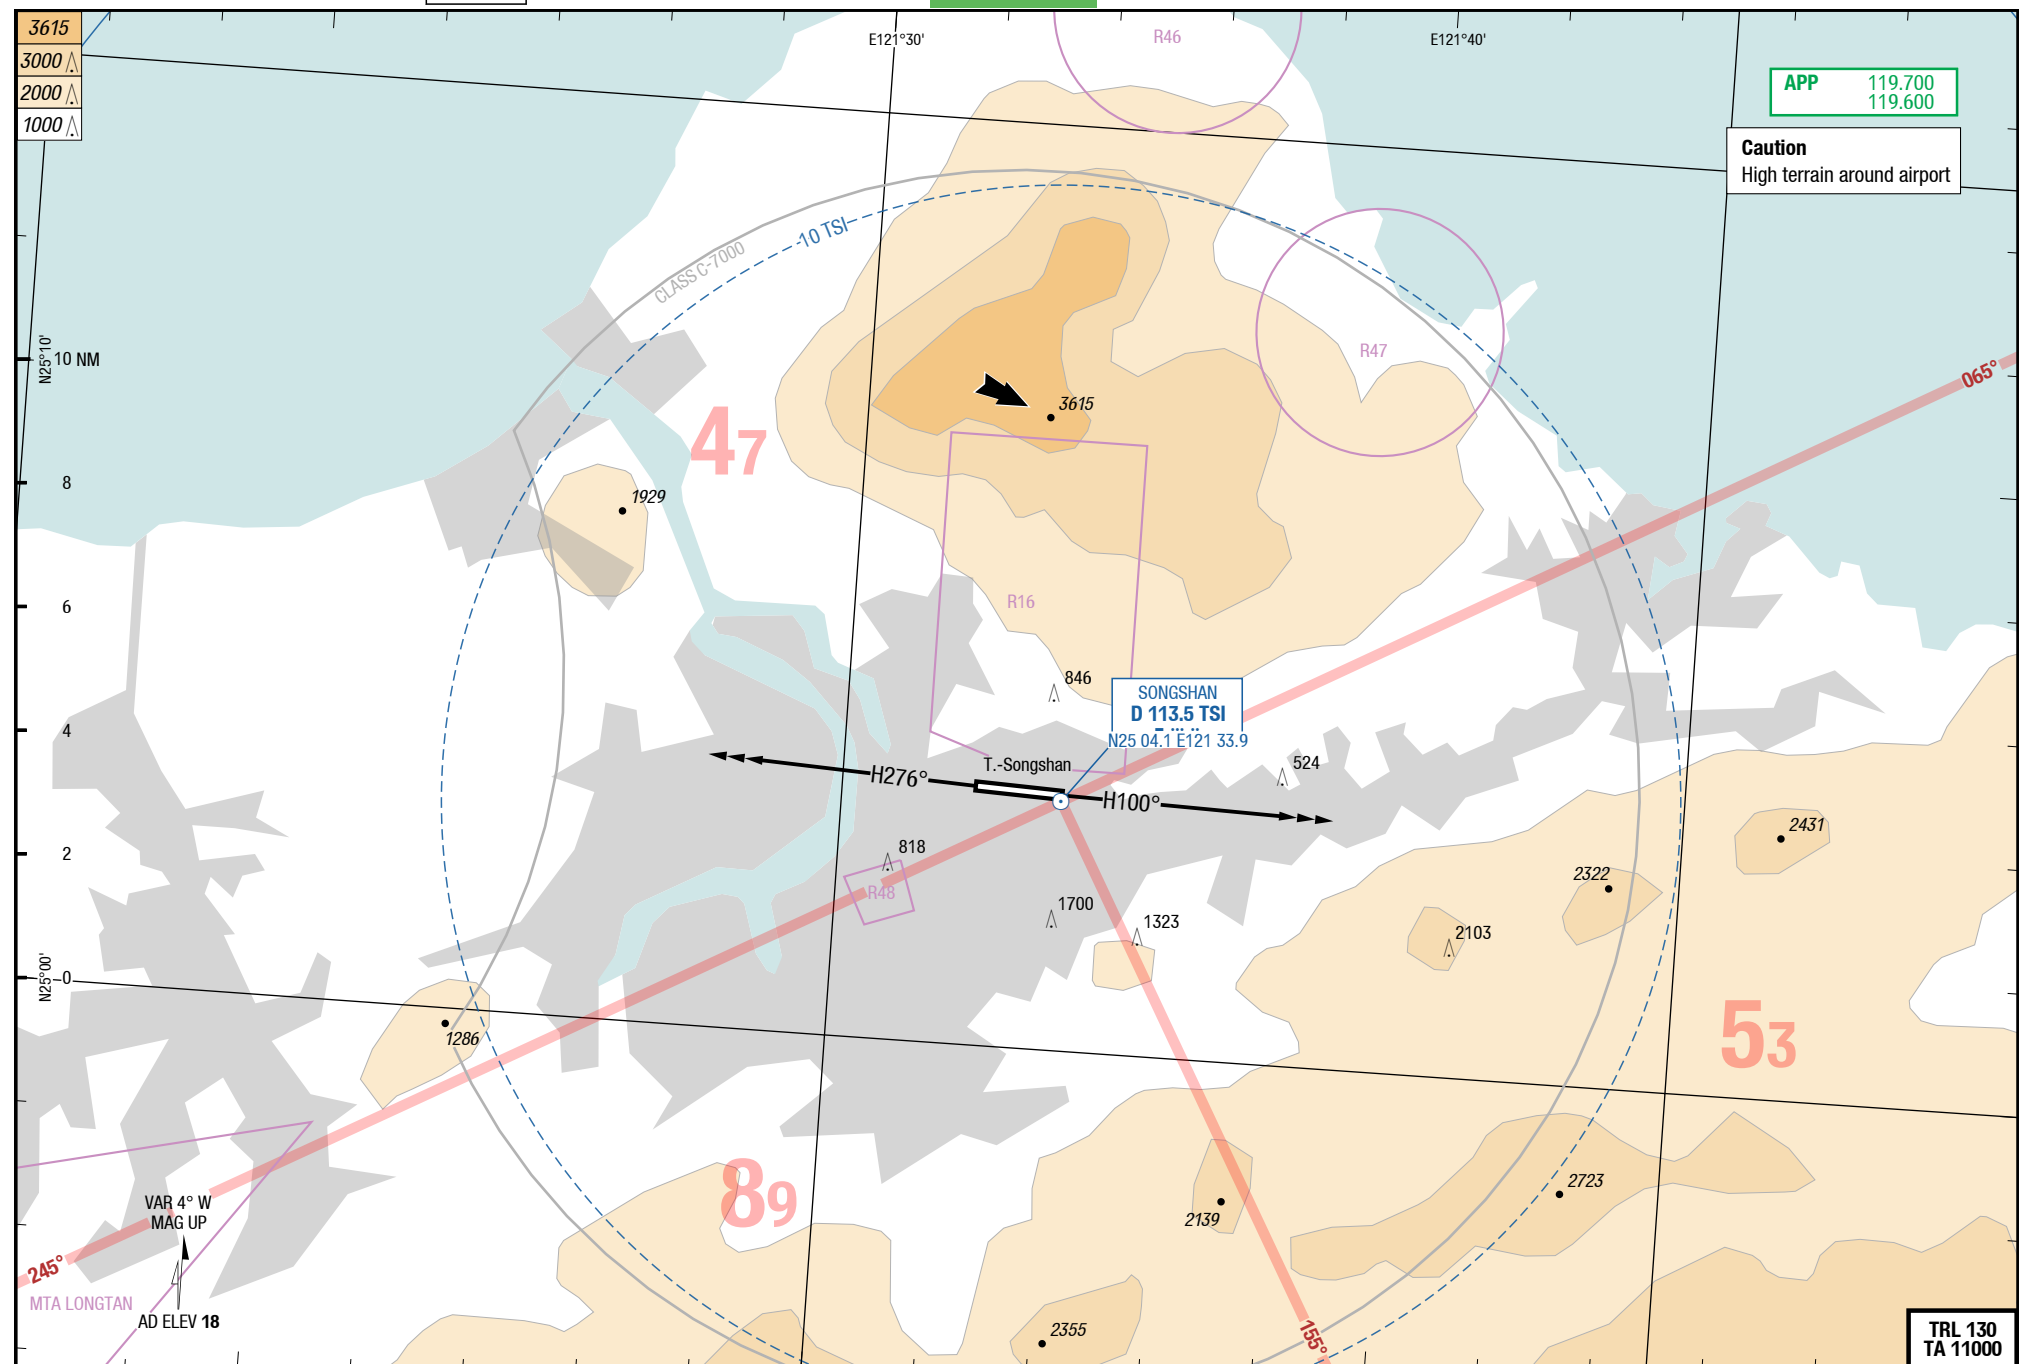 3615
3000
2000
1000
E121°30'
E121°40'
R46
APP 119.700
119.600
Caution
High terrain around airport
10 TSI
CLASS C-7000
N25°10'
10 NM
R47
065°
3615
47
1929
8
6
R16
846
SONGSHAN
D 113.5 TSI
N25 04.1 E121 33.9
4
T.-Songshan
524
H276°
H100°
2431
2
818
2322
R48
1700
1323
2103
N25°00'
0
1286
53
89
2723
2139
VAR 4° W
MAG UP
245°
MTA LONGTAN
AD ELEV 18
2355
155°
TRL 130
TA 11000